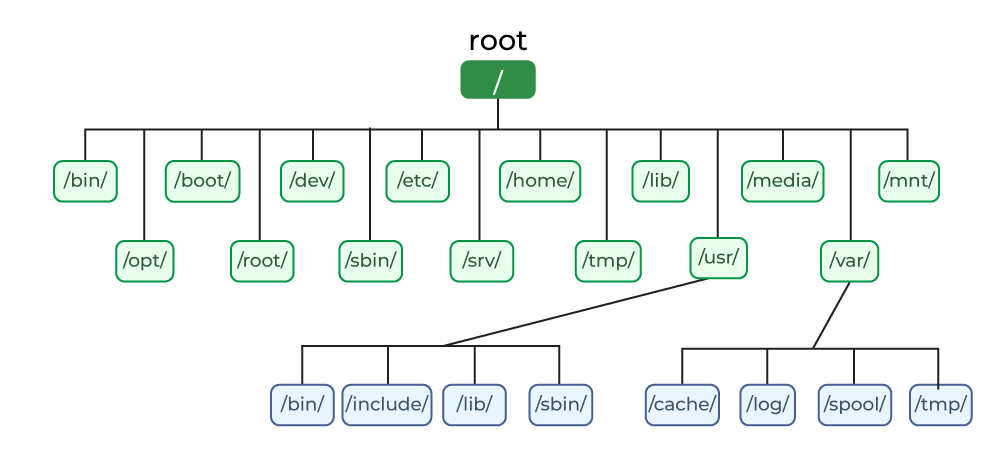 root
/
/bin/ /boot/ /dev/ /etc/ /home/ /lib/ /media/ /mnt/
/opt/ /root/ /sbin/ /srv/ /tmp/ /usr/ /var/
/bin/ /include/ /lib/ /sbin/ /cache/ /log/ /spool/ /tmp/